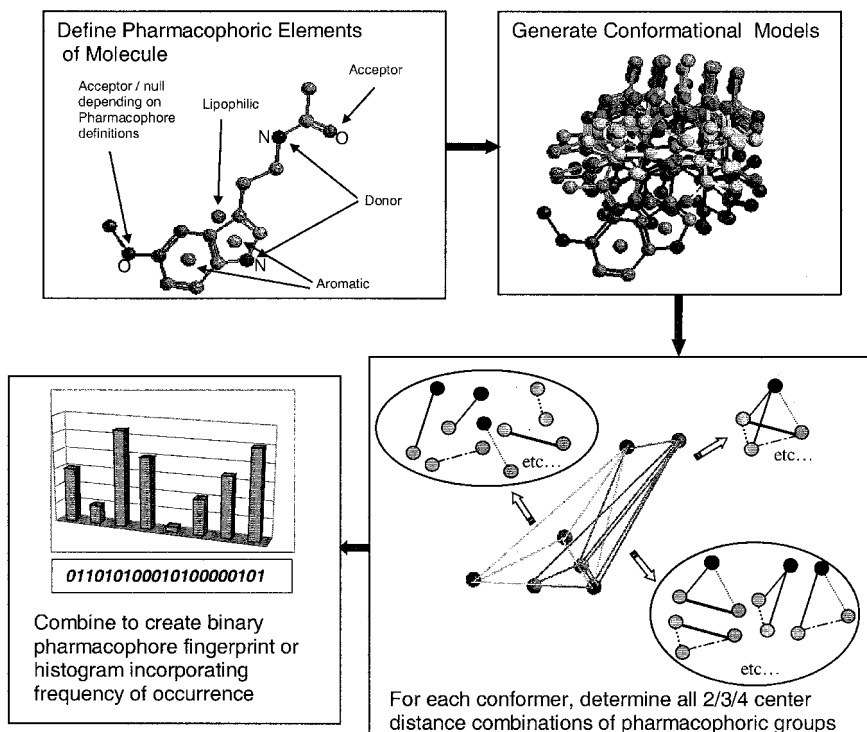 Define Pharmacophoric Elements
of Molecule
Acceptor
Acceptor / null
depending on
Pharmacophore
definitions
Lipophilic
N
O
Donor
O
N
Aromatic
Generate Conformational Models
etc...
etc...
etc...
For each conformer, determine all 2/3/4 center
distance combinations of pharmacophoric groups
011010100010100000101
Combine to create binary
pharmacophore fingerprint or
histogram incorporating
frequency of occurrence